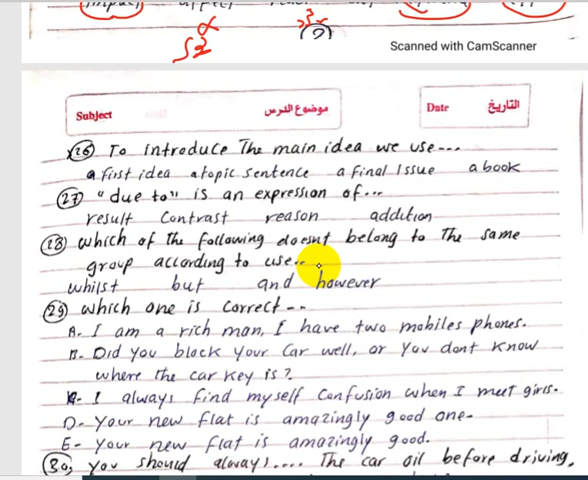 impact affect
Scanned with CamScanner
Subject موضوع الدرس Date التاريخ
(26) To introduce The main idea we use---
a first idea a topic sentence a final issue a book
(27) "due to" is an expression of...
result Contrast reason addition
(28) which of the following doesnt belong to The same
group according to use...
whilst but and however
(29) which one is correct--
A- I am a rich man, I have two mobiles phones.
B- Did you black your Car well, or You dont know
where the car key is?
C- I always find myself Confusion when I meet girls.
D- Your new flat is amazingly good one-
E- Your new flat is amazingly good.
(30) you should always.... The car oil before driving.